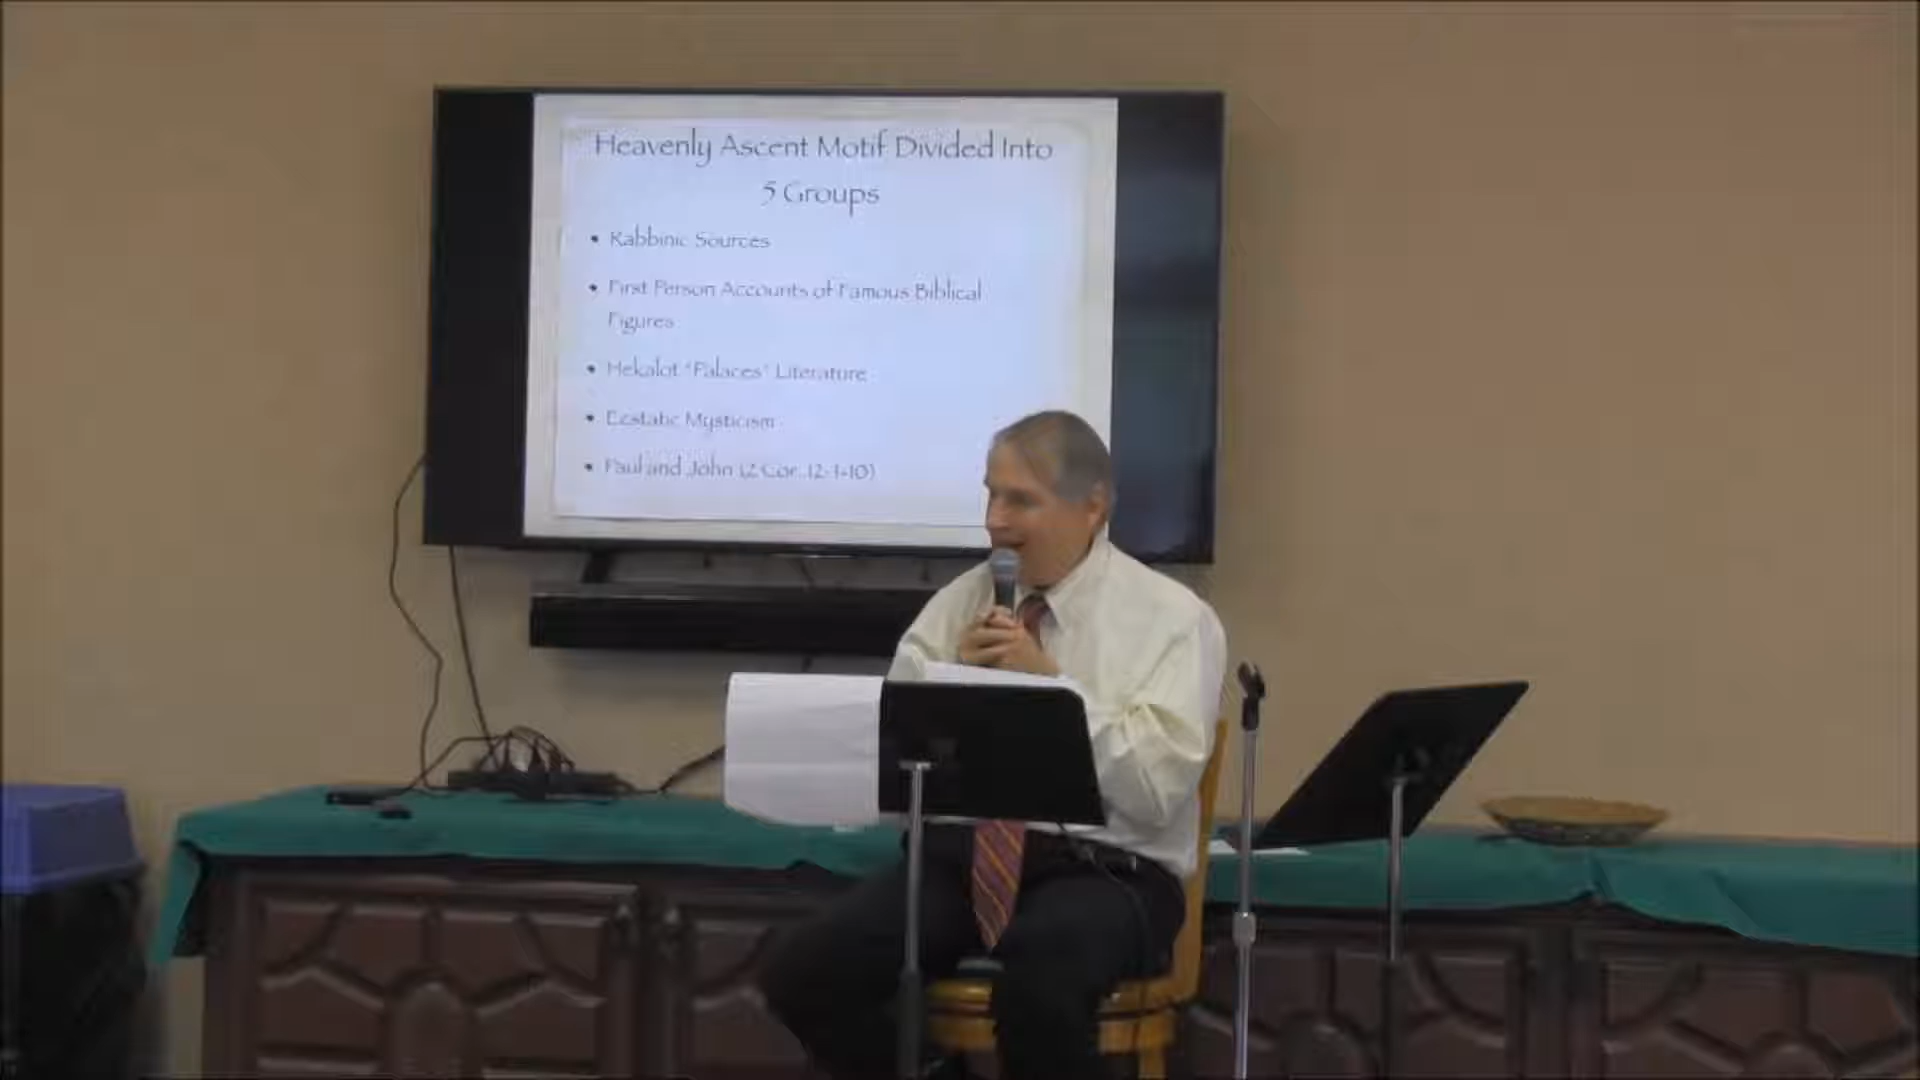 Heavenly Ascent Motif Divided Into
5 Groups
• Rabbinic Sources
• First Person Accounts of Famous Biblical
Figures
• Hekalot "Palaces" Literature
• Ecstatic Mysticism
• Paul and John (2 Cor. 12:1-10)